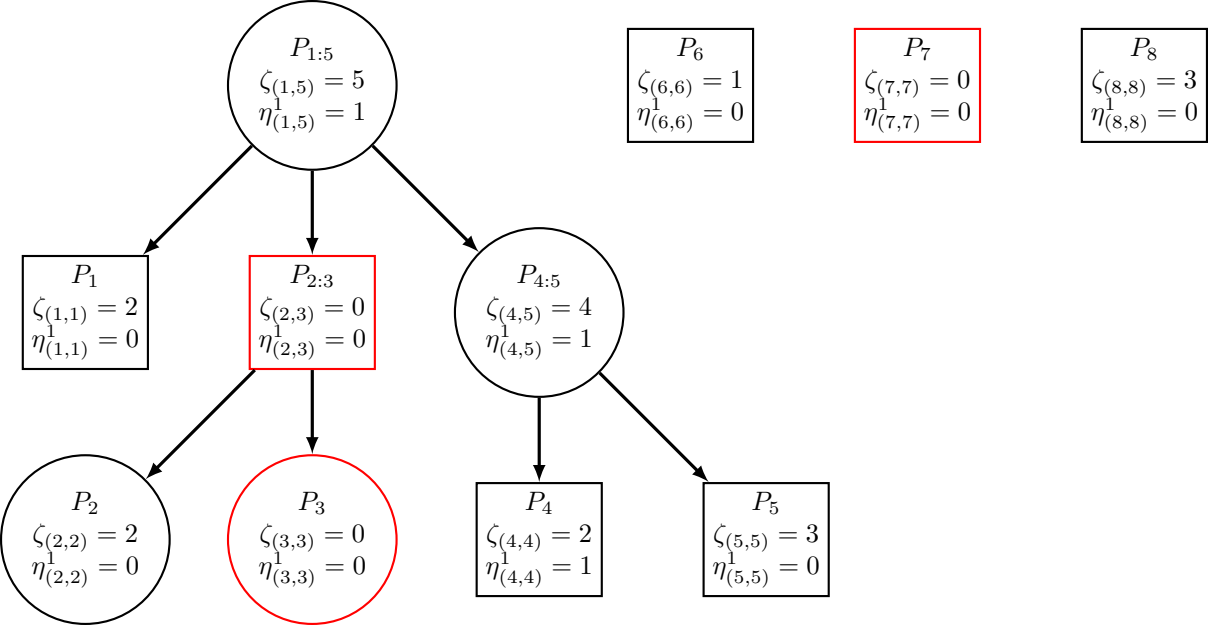 P_{1:5}
ζ_{(1,5)} = 5
η^1_{(1,5)} = 1
P_6
ζ_{(6,6)} = 1
η^1_{(6,6)} = 0
P_7
ζ_{(7,7)} = 0
η^1_{(7,7)} = 0
P_8
ζ_{(8,8)} = 3
η^1_{(8,8)} = 0
P_1
ζ_{(1,1)} = 2
η^1_{(1,1)} = 0
P_{2:3}
ζ_{(2,3)} = 0
η^1_{(2,3)} = 0
P_{4:5}
ζ_{(4,5)} = 4
η^1_{(4,5)} = 1
P_2
ζ_{(2,2)} = 2
η^1_{(2,2)} = 0
P_3
ζ_{(3,3)} = 0
η^1_{(3,3)} = 0
P_4
ζ_{(4,4)} = 2
η^1_{(4,4)} = 1
P_5
ζ_{(5,5)} = 3
η^1_{(5,5)} = 0